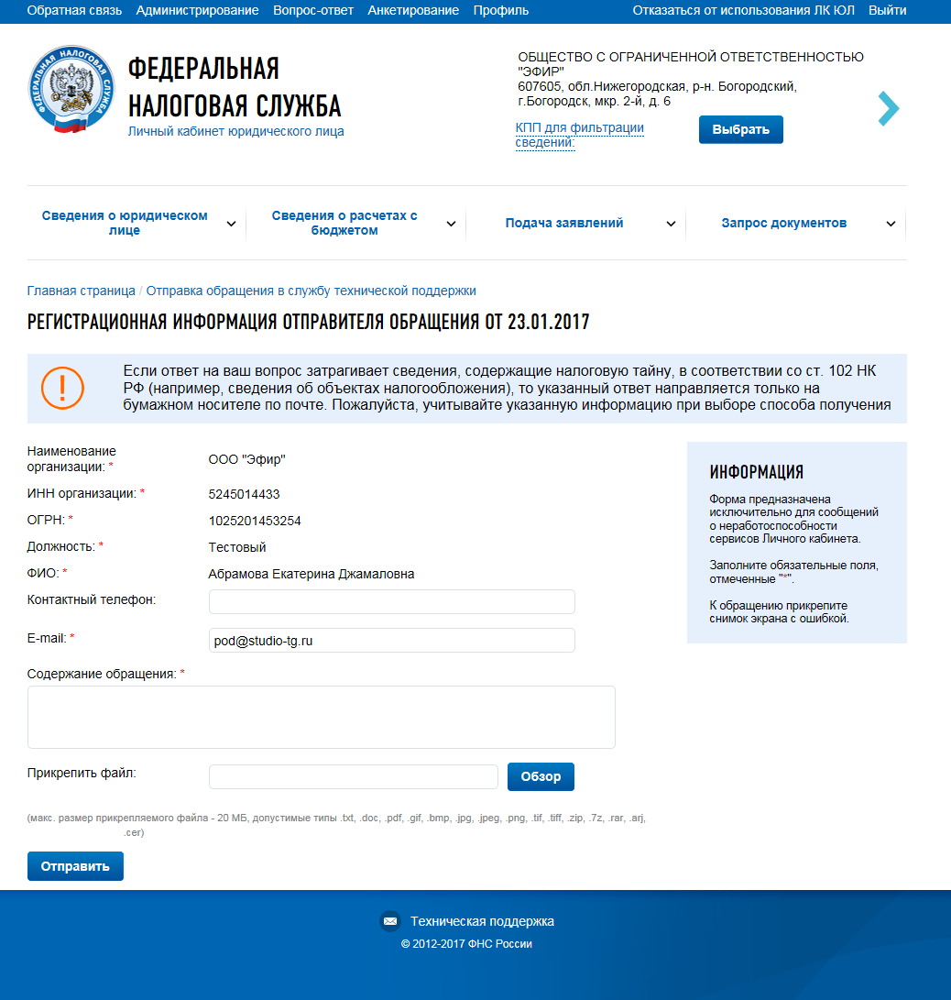 Обратная связь Администрирование Вопрос-ответ Анкетирование Профиль Отказаться от использования ЛК ЮЛ Выйти
ФЕДЕРАЛЬНАЯ НАЛОГОВАЯ СЛУЖБА
ФЕДЕРАЛЬНАЯ
НАЛОГОВАЯ СЛУЖБА
Личный кабинет юридического лица
ОБЩЕСТВО С ОГРАНИЧЕННОЙ ОТВЕТСТВЕННОСТЬЮ
"ЭФИР"
607605, обл.Нижегородская, р-н. Богородский,
г.Богородск, мкр. 2-й, д. 6
КПП для фильтрации
сведений:
Выбрать
Сведения о юридическом
лице
Сведения о расчетах с
бюджетом
Подача заявлений
Запрос документов
Главная страница / Отправка обращения в службу технической поддержки
РЕГИСТРАЦИОННАЯ ИНФОРМАЦИЯ ОТПРАВИТЕЛЯ ОБРАЩЕНИЯ ОТ 23.01.2017
Если ответ на ваш вопрос затрагивает сведения, содержащие налоговую тайну, в соответствии со ст. 102 НК
РФ (например, сведения об объектах налогообложения), то указанный ответ направляется только на
бумажном носителе по почте. Пожалуйста, учитывайте указанную информацию при выборе способа получения
Наименование
организации: *
ООО "Эфир"
ИНН организации: * 5245014433
ОГРН: * 1025201453254
Должность: * Тестовый
ФИО: * Абрамова Екатерина Джамаловна
Контактный телефон:
E-mail: * pod@studio-tg.ru
Содержание обращения: *
Прикрепить файл:
Обзор
(макс. размер прикрепляемого файла - 20 МБ, допустимые типы .txt, .doc, .pdf, .gif, .bmp, .jpg, .jpeg, .png, .tif, .tiff, .zip, .7z, .rar, .arj,
.cer)
Отправить
ИНФОРМАЦИЯ
Форма предназначена
исключительно для сообщений
о неработоспособности
сервисов Личного кабинета.
Заполните обязательные поля,
отмеченные "*".
К обращению прикрепите
снимок экрана с ошибкой.
Техническая поддержка
© 2012-2017 ФНС России